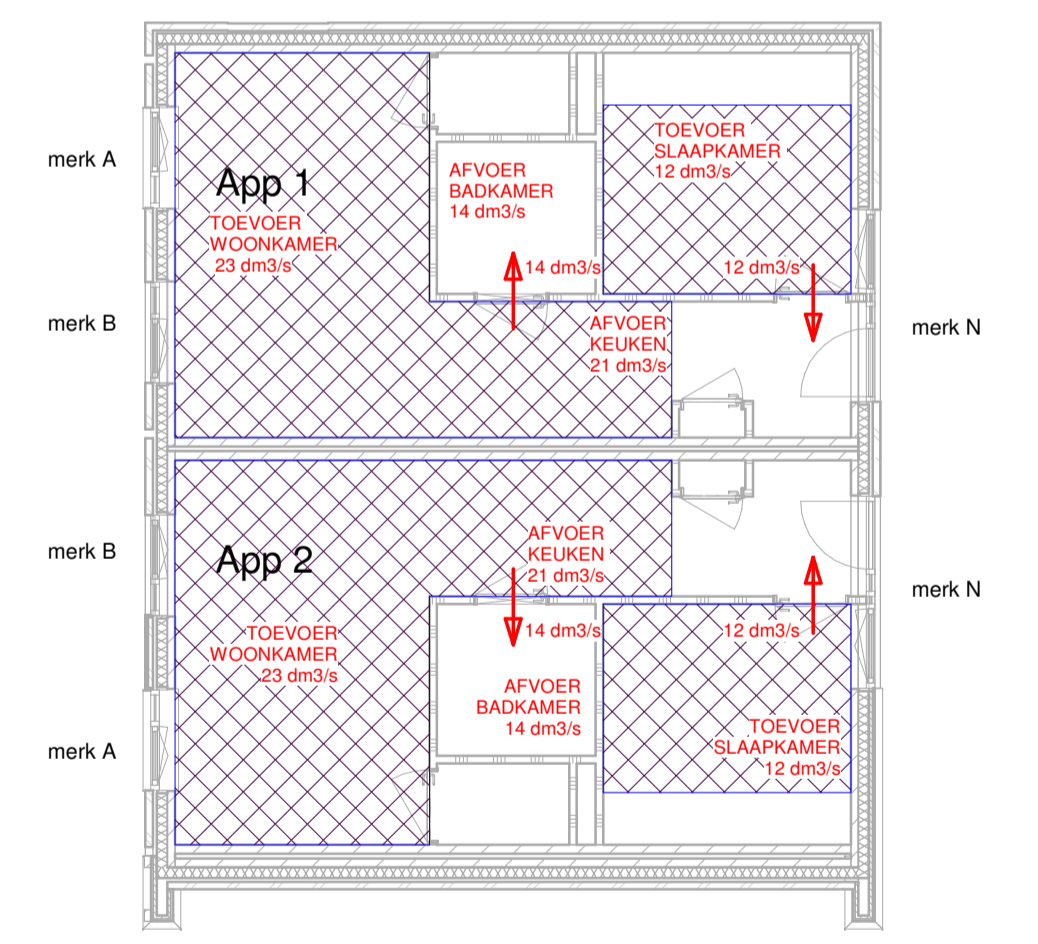 merk A
App 1
TOEVOER
WOONKAMER
23 dm3/s
AFVOER
BADKAMER
14 dm3/s
TOEVOER
SLAAPKAMER
12 dm3/s
14 dm3/s
12 dm3/s
merk B
AFVOER
KEUKEN
21 dm3/s
merk N
merk B
App 2
AFVOER
KEUKEN
21 dm3/s
merk N
TOEVOER
WOONKAMER
23 dm3/s
14 dm3/s
12 dm3/s
AFVOER
BADKAMER
14 dm3/s
TOEVOER
SLAAPKAMER
12 dm3/s
merk A